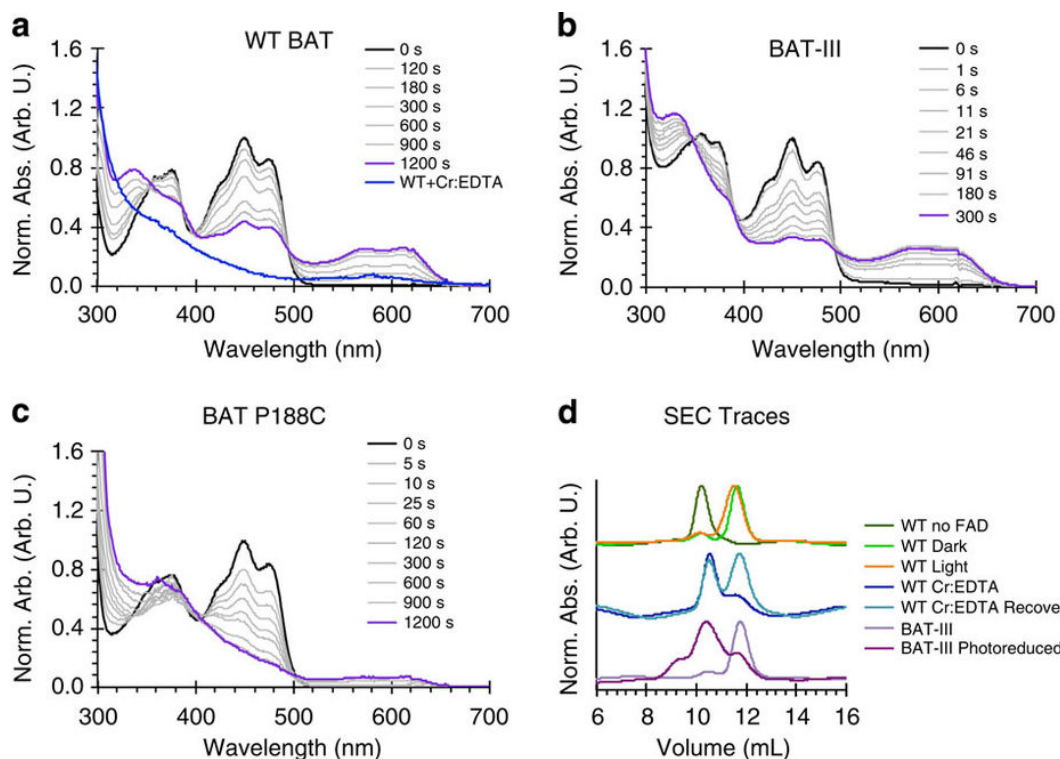 a
WT BAT
Norm. Abs. (Arb. U.)
1.6
1.2
0.8
0.4
0.0
300
400
500
600
700
Wavelength (nm)
0 s
120 s
180 s
300 s
600 s
900 s
1200 s
WT+Cr:EDTA
b
BAT-III
Norm. Abs. (Arb. U.)
1.6
1.2
0.8
0.4
0.0
300
400
500
600
700
Wavelength (nm)
0 s
1 s
6 s
11 s
21 s
46 s
91 s
180 s
300 s
c
BAT P188C
Norm. Abs. (Arb. U.)
1.6
1.2
0.8
0.4
0.0
300
400
500
600
700
Wavelength (nm)
0 s
5 s
10 s
25 s
60 s
120 s
300 s
600 s
900 s
1200 s
d
SEC Traces
Norm. Abs. (Arb. U.)
6
8
10
12
14
16
Volume (mL)
WT no FAD
WT Dark
WT Light
WT Cr:EDTA
WT Cr:EDTA Recove
BAT-III
BAT-III Photoreduced